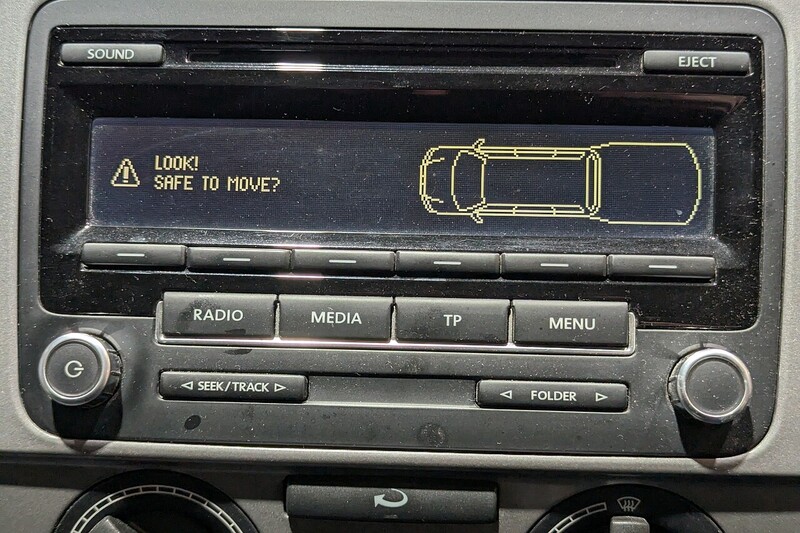 SOUND
EJECT
LOOK!
SAFE TO MOVE?
RADIO
MEDIA
TP
MENU
SEEK/TRACK
FOLDER